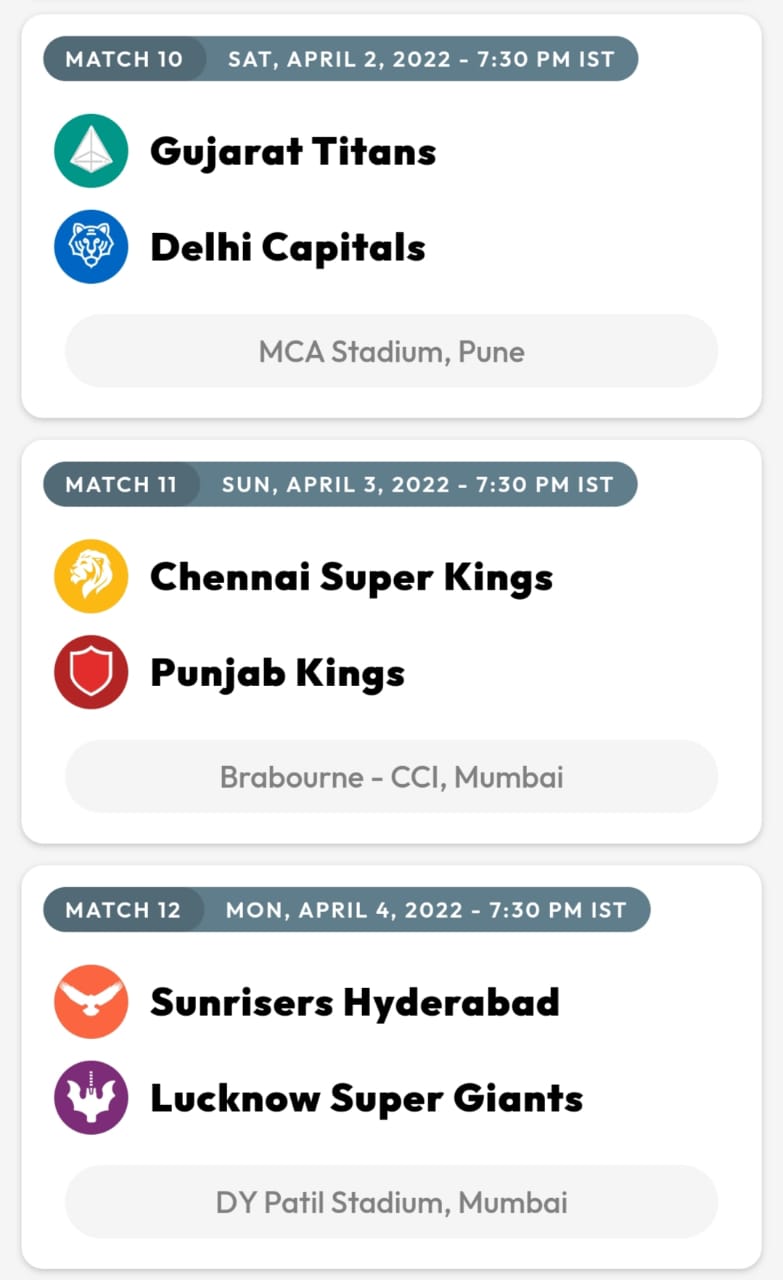 MATCH 10 SAT, APRIL 2, 2022 - 7:30 PM IST
Gujarat Titans
Delhi Capitals
MCA Stadium, Pune
MATCH 11 SUN, APRIL 3, 2022 - 7:30 PM IST
Chennai Super Kings
Punjab Kings
Brabourne - CCI, Mumbai
MATCH 12 MON, APRIL 4, 2022 - 7:30 PM IST
Sunrisers Hyderabad
Lucknow Super Giants
DY Patil Stadium, Mumbai